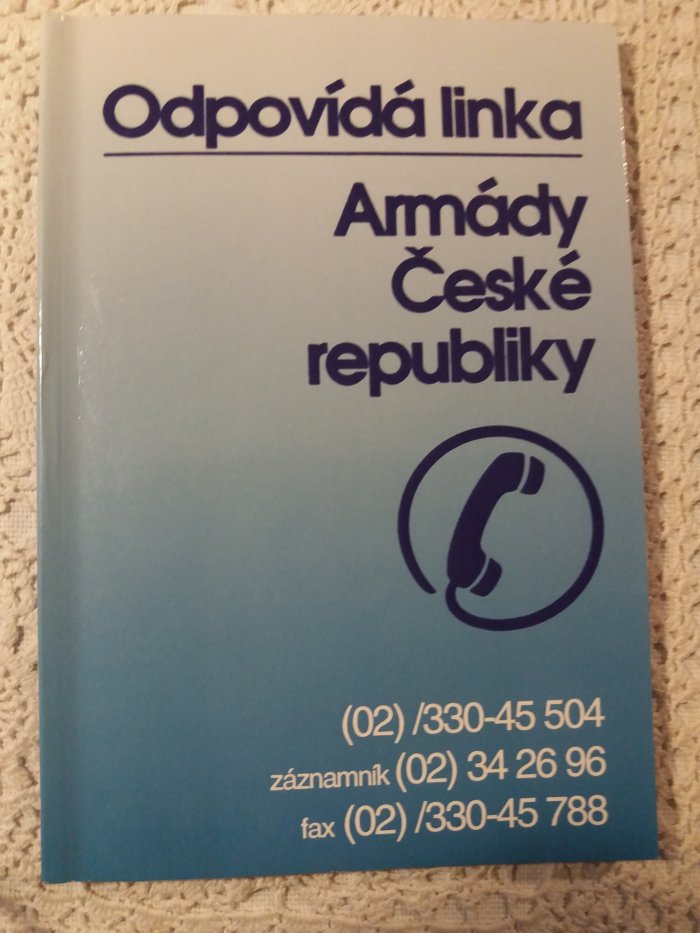 Odpovídá linka
Armády
České
republiky
(02) /330-45 504
záznamník (02) 34 26 96
fax (02) /330-45 788